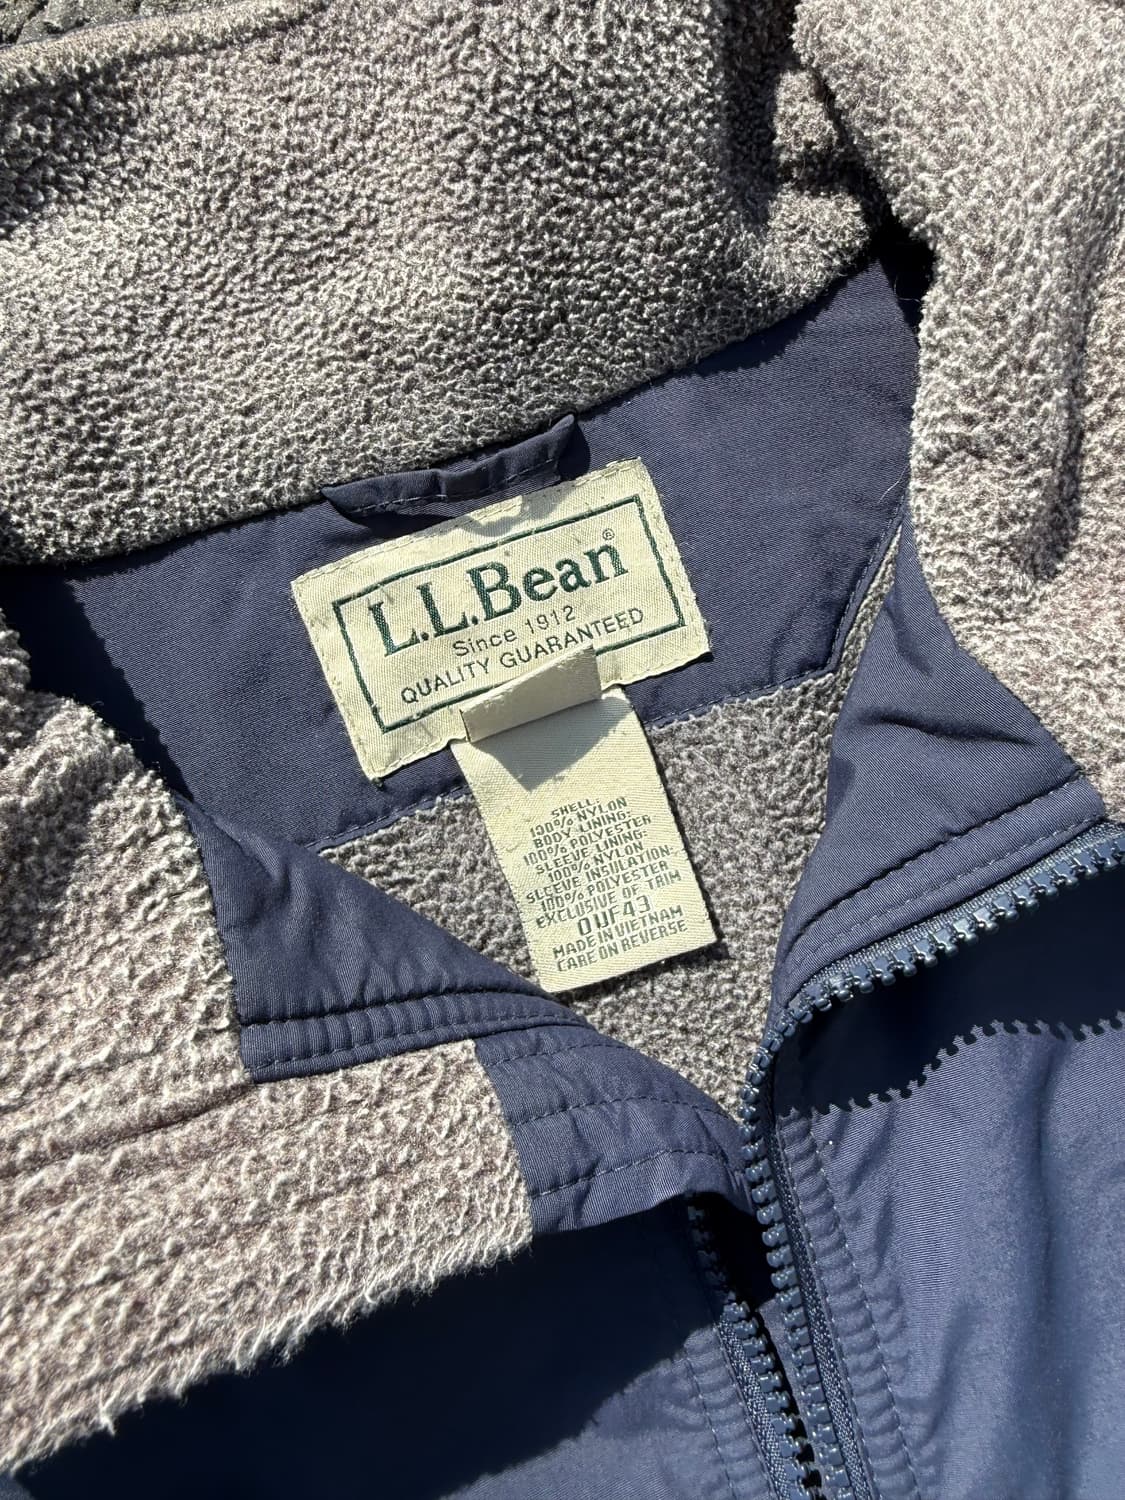 L.L.Bean®
Since 1912
QUALITY GUARANTEED
SHELL:
100% NYLON
BODY LINING:
100% POLYESTER
SLEEVE LINING:
100% NYLON
SLEEVE INSULATION:
100% POLYESTER
EXCLUSIVE OF TRIM
0UF43
MADE IN VIETNAM
CARE ON REVERSE